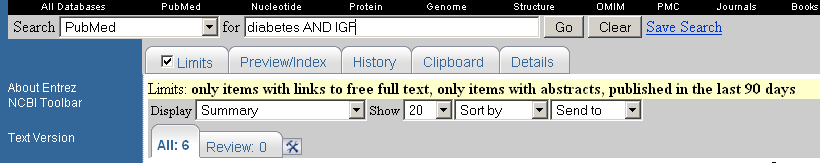 All Databases PubMed Nucleotide Protein Genome Structure OMIM PMC Journals Books
Search PubMed for diabetes AND IGF Go Clear Save Search
Limits Preview/Index History Clipboard Details
About Entrez
NCBI Toolbar
Text Version
Limits: only items with links to free full text, only items with abstracts, published in the last 90 days
Display Summary Show 20 Sort by Send to
All: 6 Review: 0